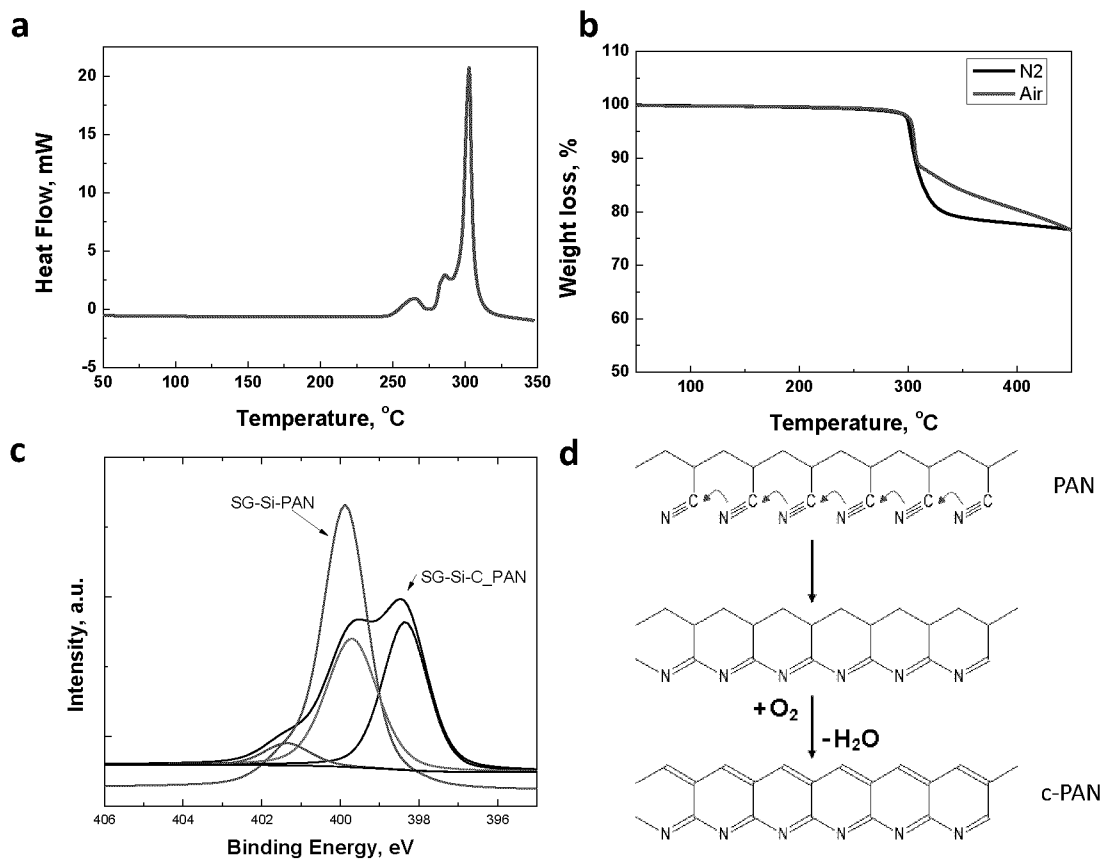 a
Heat Flow, mW
20
15
10
5
0
-5
50 100 150 200 250 300 350
Temperature, °C
b
Weight loss, %
110
100
90
80
70
60
50
100 200 300 400
Temperature, °C
N2
Air
c
Intensity, a.u.
SG-Si-PAN
SG-Si-C_PAN
406 404 402 400 398 396
Binding Energy, eV
d
C C C C C C
N N N N N N
PAN
N N N N N N
+ O₂
-H₂O
N N N N N N
c-PAN